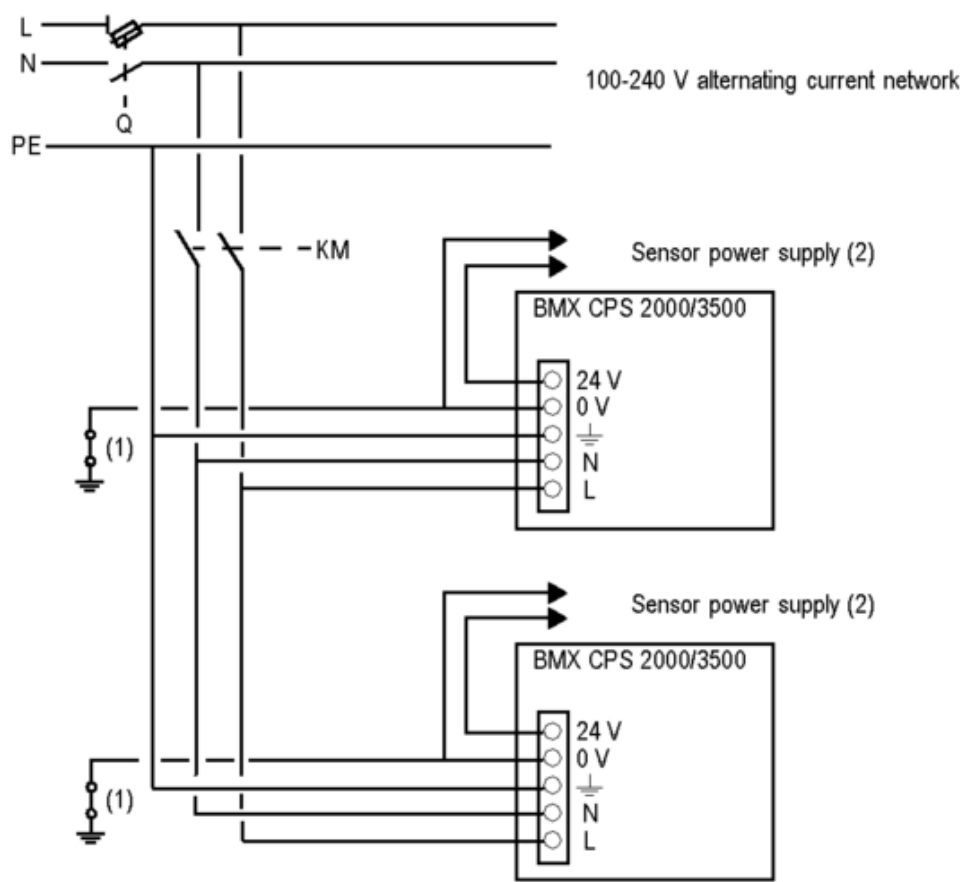 L
N
100-240 V alternating current network
Q
PE
KM
Sensor power supply (2)
BMX CPS 2000/3500
24 V
0 V
(1)
N
L
Sensor power supply (2)
BMX CPS 2000/3500
24 V
0 V
(1)
N
L